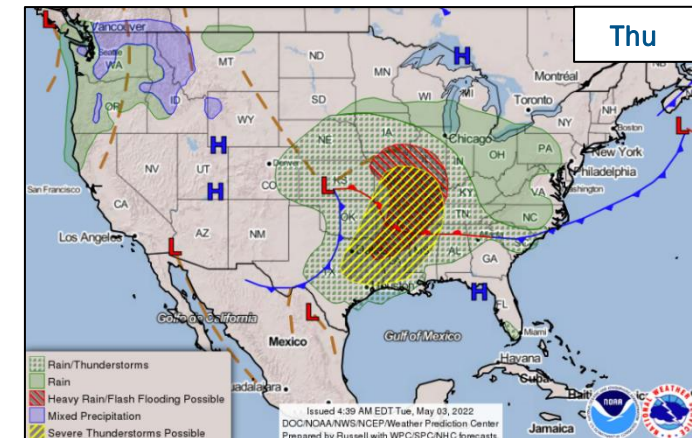 Thu
L
Vancouver
Seattle
WA
MT
ND
MN
H
Montréal
OR
ID
SD
WI
MI
Toronto
NY
NH
Boston
L
WY
IA
Chicago
NE
H
IN
OH
PA
New York
Philadelphia
Washington
NV
UT
Denver
CO
KS
L
KY
VA
San Francisco
H
CA
OK
TN
NC
Los Angeles
AZ
NM
AL
SC
GA
L
TX
H
FL
L
Golfo de California
Gulf of Mexico
Miami
Mexico
Havana
Cuba
Jamaica
Rain/Thunderstorms
Rain
Heavy Rain/Flash Flooding Possible
Mixed Precipitation
Severe Thunderstorms Possible
Issued 4:39 AM EDT Tue, May 03, 2022
DOC/NOAA/NWS/NCEP/Weather Prediction Center
Prepared by Russell with WPC/SPC/NHC forecasts
NOAA